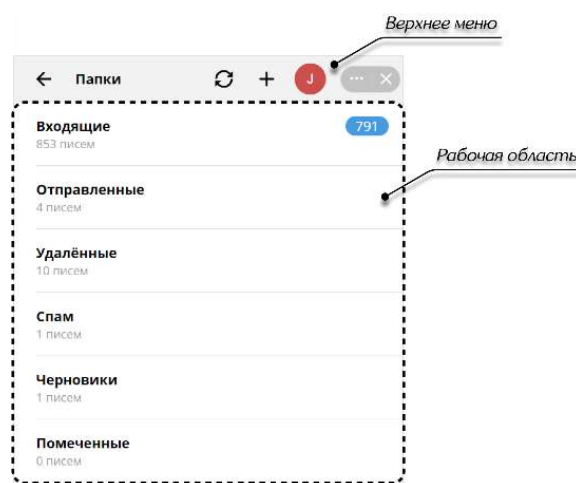 Верхнее меню
Папки
J
Входящие
791
853 писем
Рабочая область
Отправленные
4 писем
Удалённые
10 писем
Спам
1 писем
Черновики
1 писем
Помеченные
0 писем